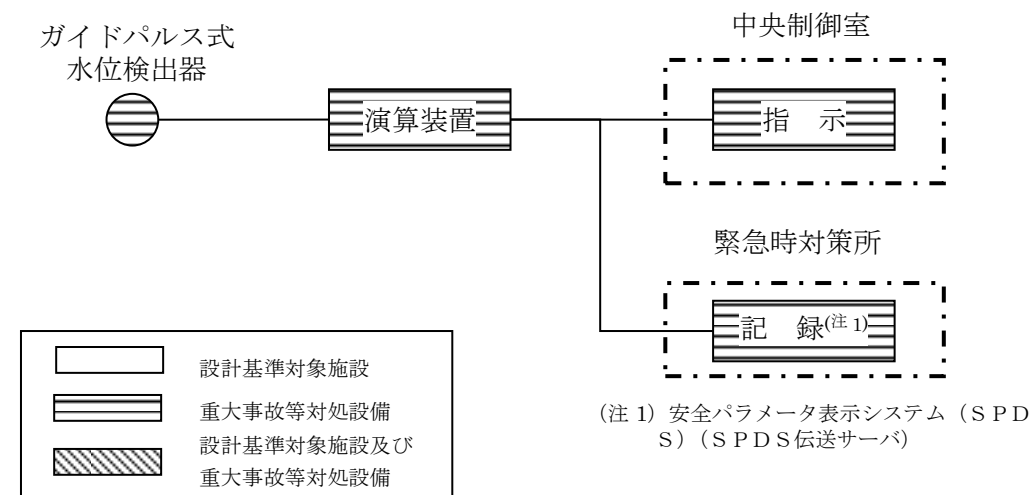 ガイドパルス式
水位検出器
演算装置
中央制御室
指　示
緊急時対策所
記　録(注 1)
(注 1) 安全パラメータ表示システム（ＳＰＤ
Ｓ）（ＳＰＤＳ伝送サーバ）
設計基準対象施設
重大事故等対処設備
設計基準対象施設及び
重大事故等対処設備